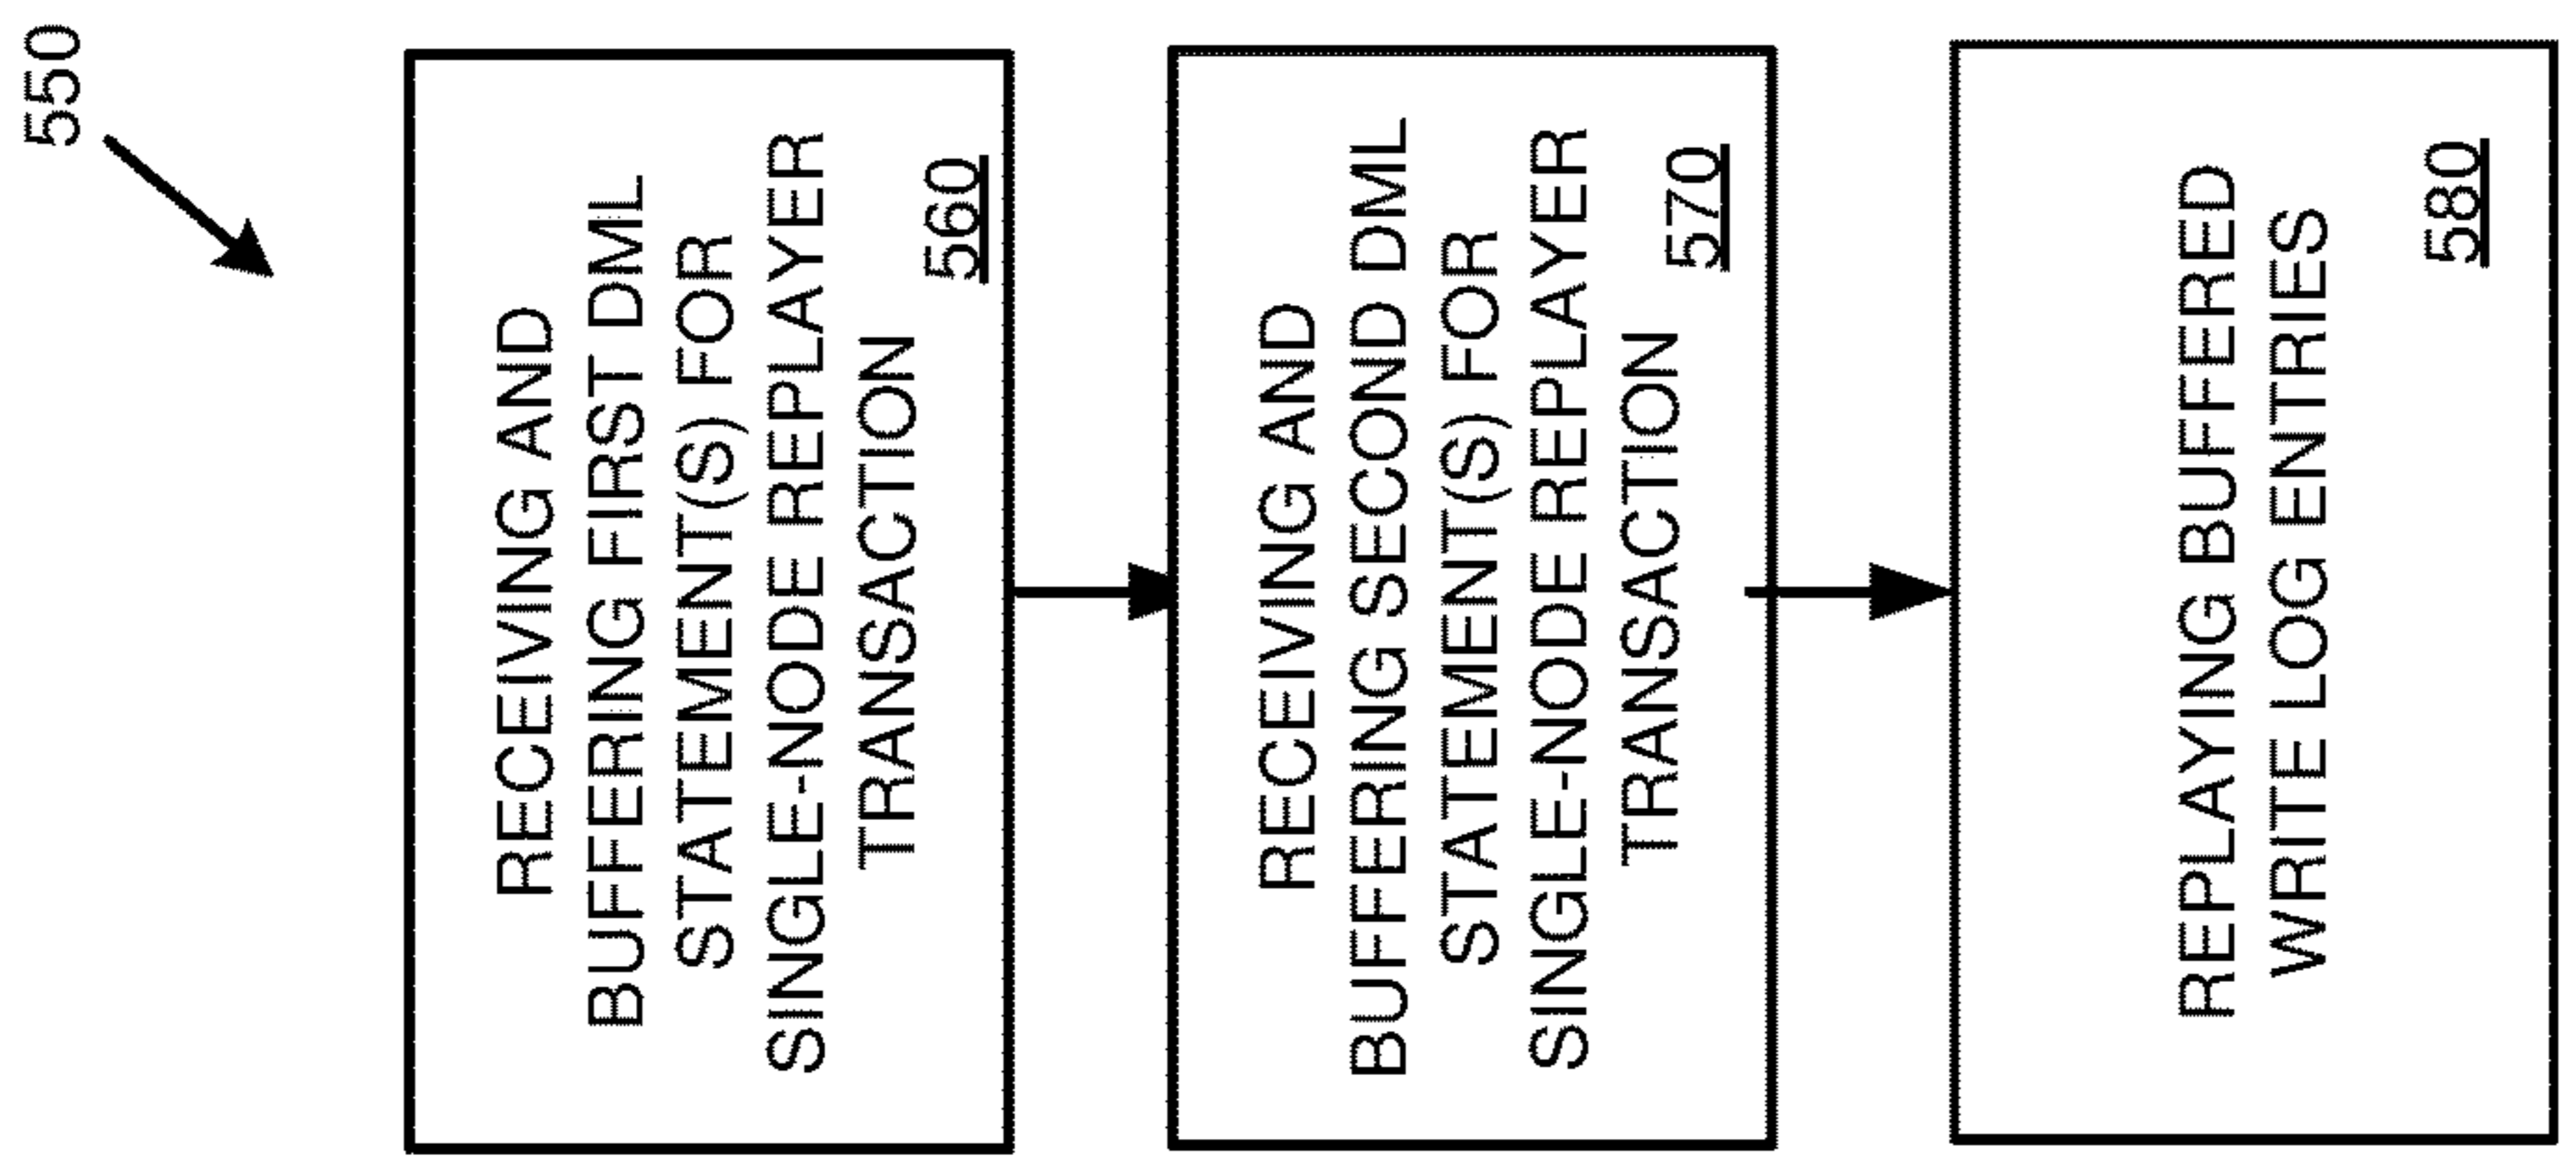 550
RECEIVING AND
BUFFERING FIRST DML
STATEMENT(S) FOR
SINGLE-NODE REPLAYER
TRANSACTION
560
RECEIVING AND
BUFFERING SECOND DML
STATEMENT(S) FOR
SINGLE-NODE REPLAYER
TRANSACTION
570
REPLAYING BUFFERED
WRITE LOG ENTRIES
580